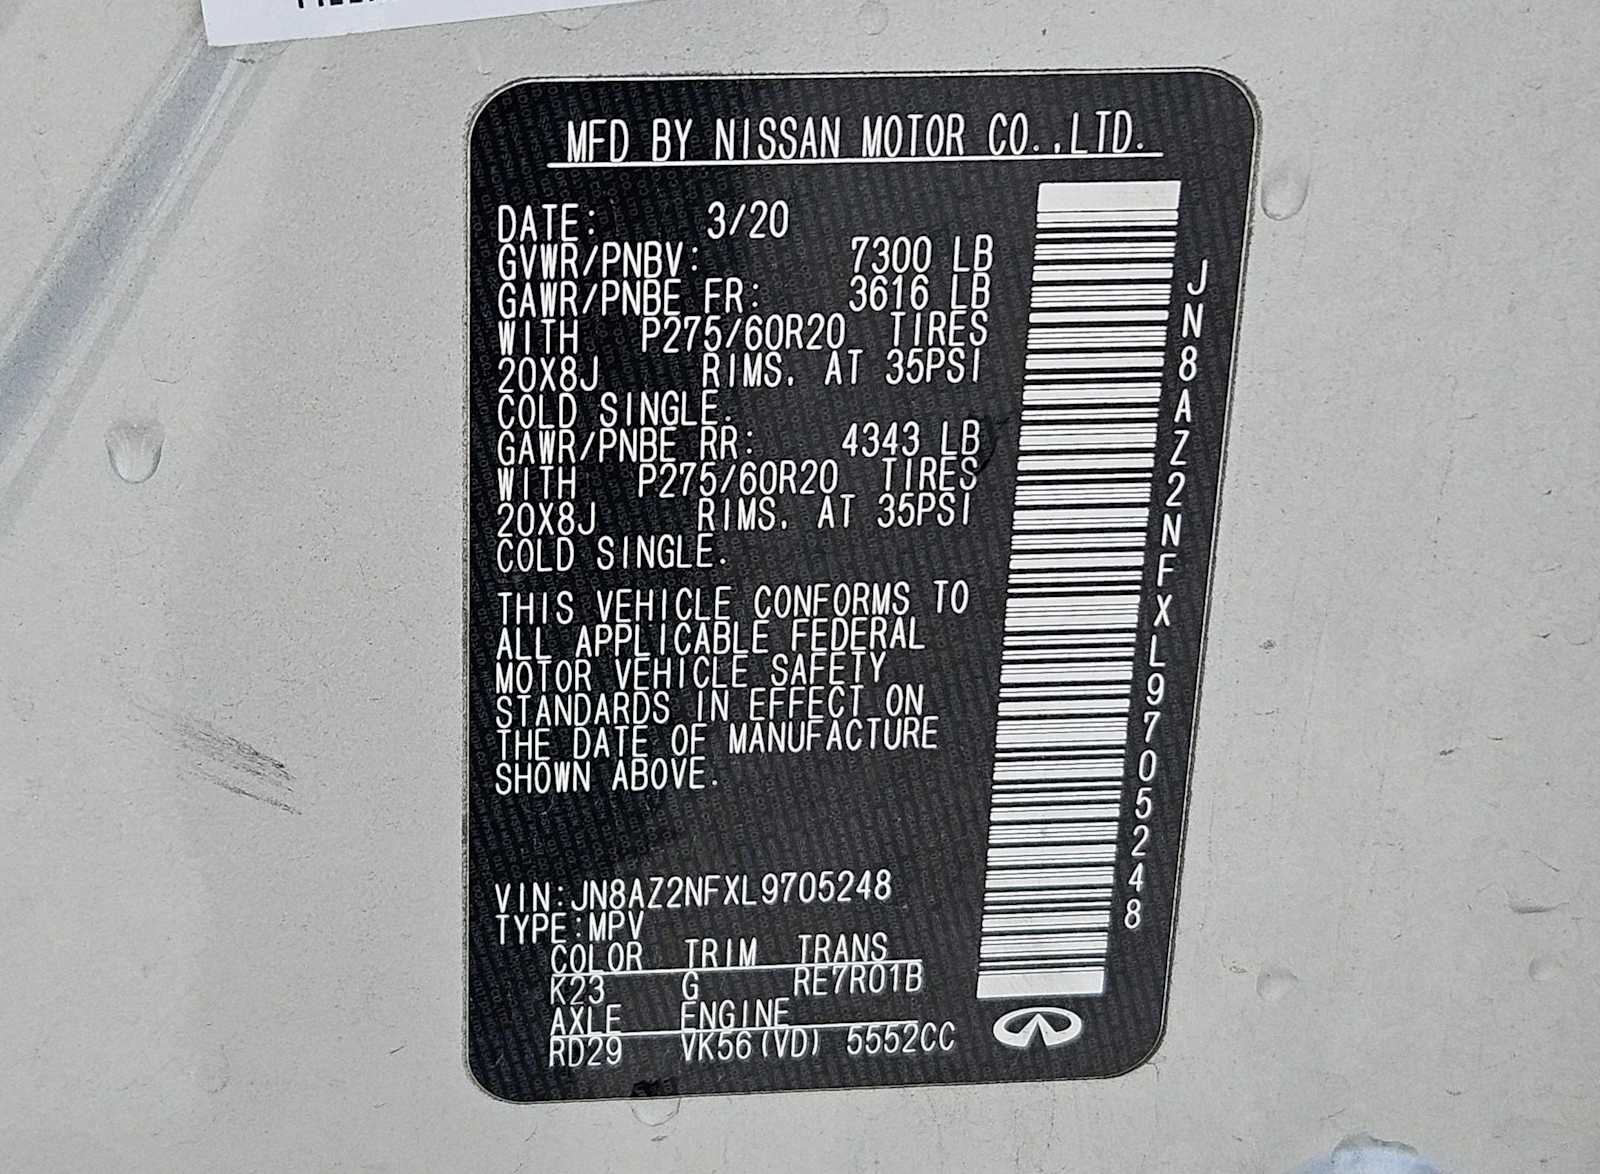 MFD BY NISSAN MOTOR CO.,LTD.
DATE: 3/20
GVWR/PNBV: 7300 LB
GAWR/PNBE FR: 3616 LB
WITH P275/60R20 TIRES
20X8J RIMS, AT 35PSI
COLD SINGLE.
GAWR/PNBE RR: 4343 LB
WITH P275/60R20 TIRES
20X8J RIMS, AT 35PSI
COLD SINGLE.
THIS VEHICLE CONFORMS TO
ALL APPLICABLE FEDERAL
MOTOR VEHICLE SAFETY
STANDARDS IN EFFECT ON
THE DATE OF MANUFACTURE
SHOWN ABOVE.
VIN:JN8AZ2NFXL9705248
TYPE:MPV
COLOR TRIM TRANS
K23 G RE7R01B
AXLE ENGINE
RD29 VK56(VD) 5552CC
JN8AZ2NFXL9705248